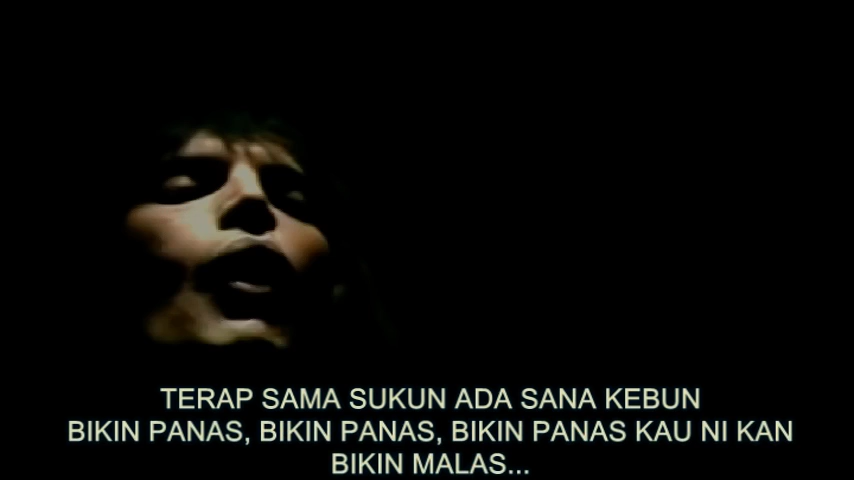 TERAP SAMA SUKUN ADA SANA KEBUN
BIKIN PANAS, BIKIN PANAS, BIKIN PANAS KAU NI KAN
BIKIN MALAS...